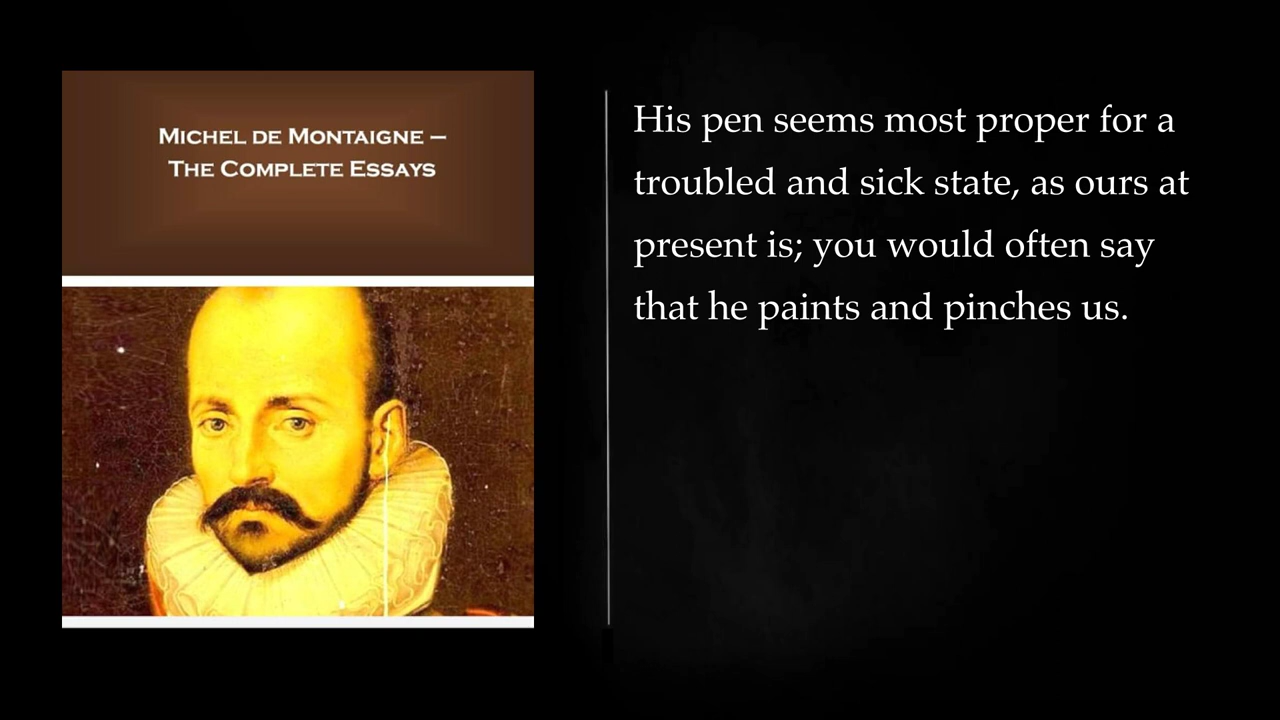 MICHEL DE MONTAIGNE –
THE COMPLETE ESSAYS
His pen seems most proper for a
troubled and sick state, as ours at
present is; you would often say
that he paints and pinches us.